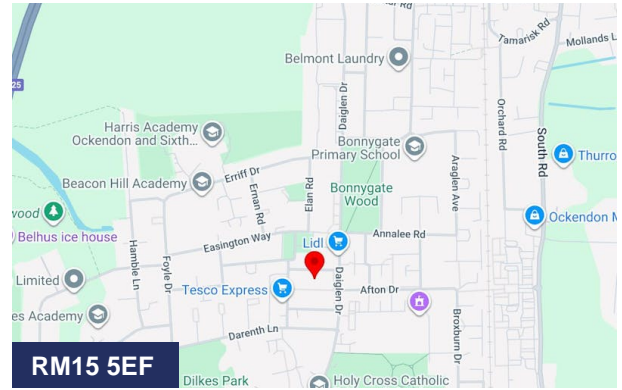 Tamarisk Rd
Mollands L
Belmont Laundry
25
Daiglen Dr
Orchard Rd
South Rd
Harris Academy
Ockendon and Sixth...
Bonnygate
Primary School
Thurro
Beacon Hill Academy
Erriff Dr
Ernan Rd
Elan Rd
Araglen Ave
Bonnygate
Wood
wood
Ockendon M
Belhus ice house
Easington Way
Lidl
Annalee Rd
Hamble Ln
Foyle Dr
Limited
Tesco Express
Daiglen Dr
Afton Dr
es Academy
Broxburn Dr
Darenth Ln
RM15 5EF
Dilkes Park
Holy Cross Catholic